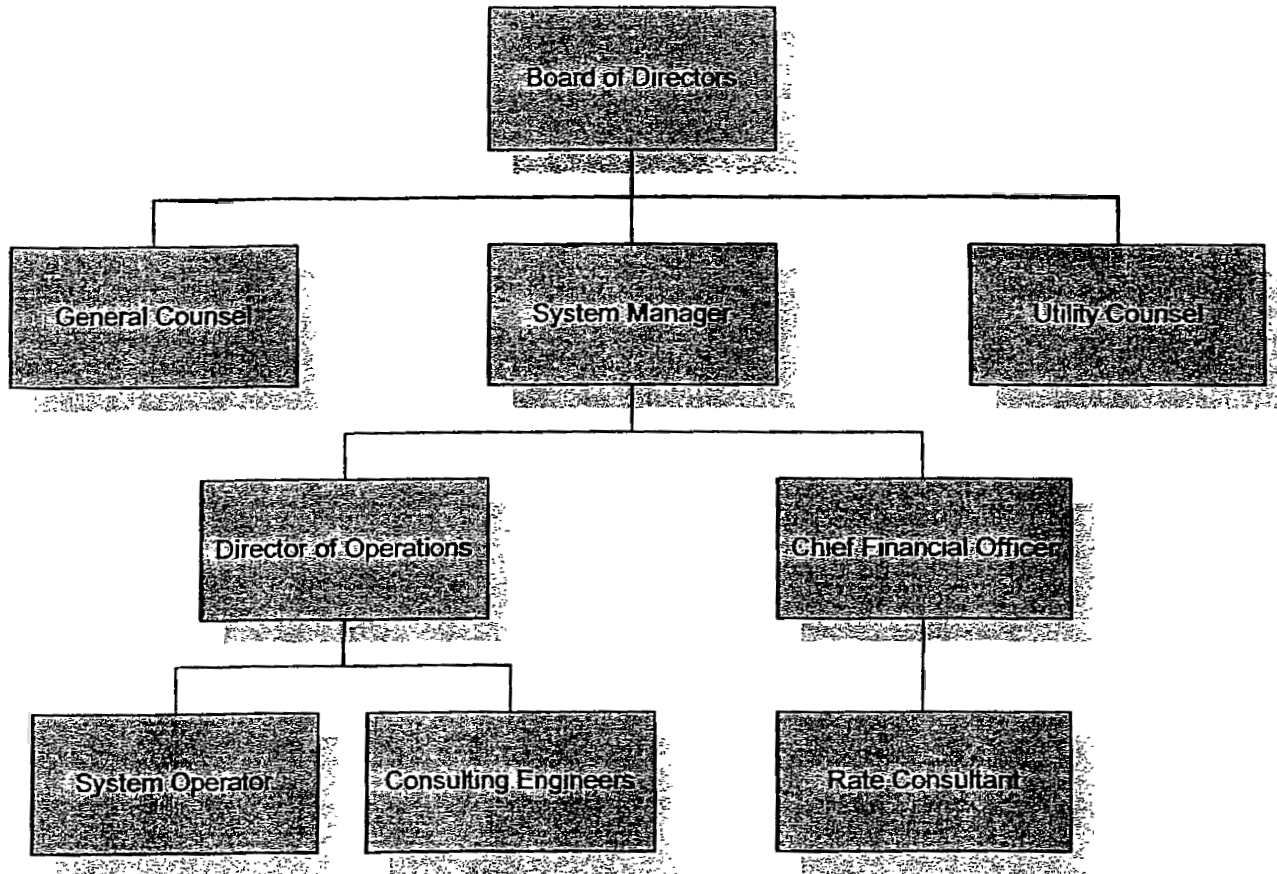 Board of Directors
General Counsel
System Manager
Utility Counsel
Director of Operations
Chief Financial Officer
System Operator
Consulting Engineers
Rate Consultant